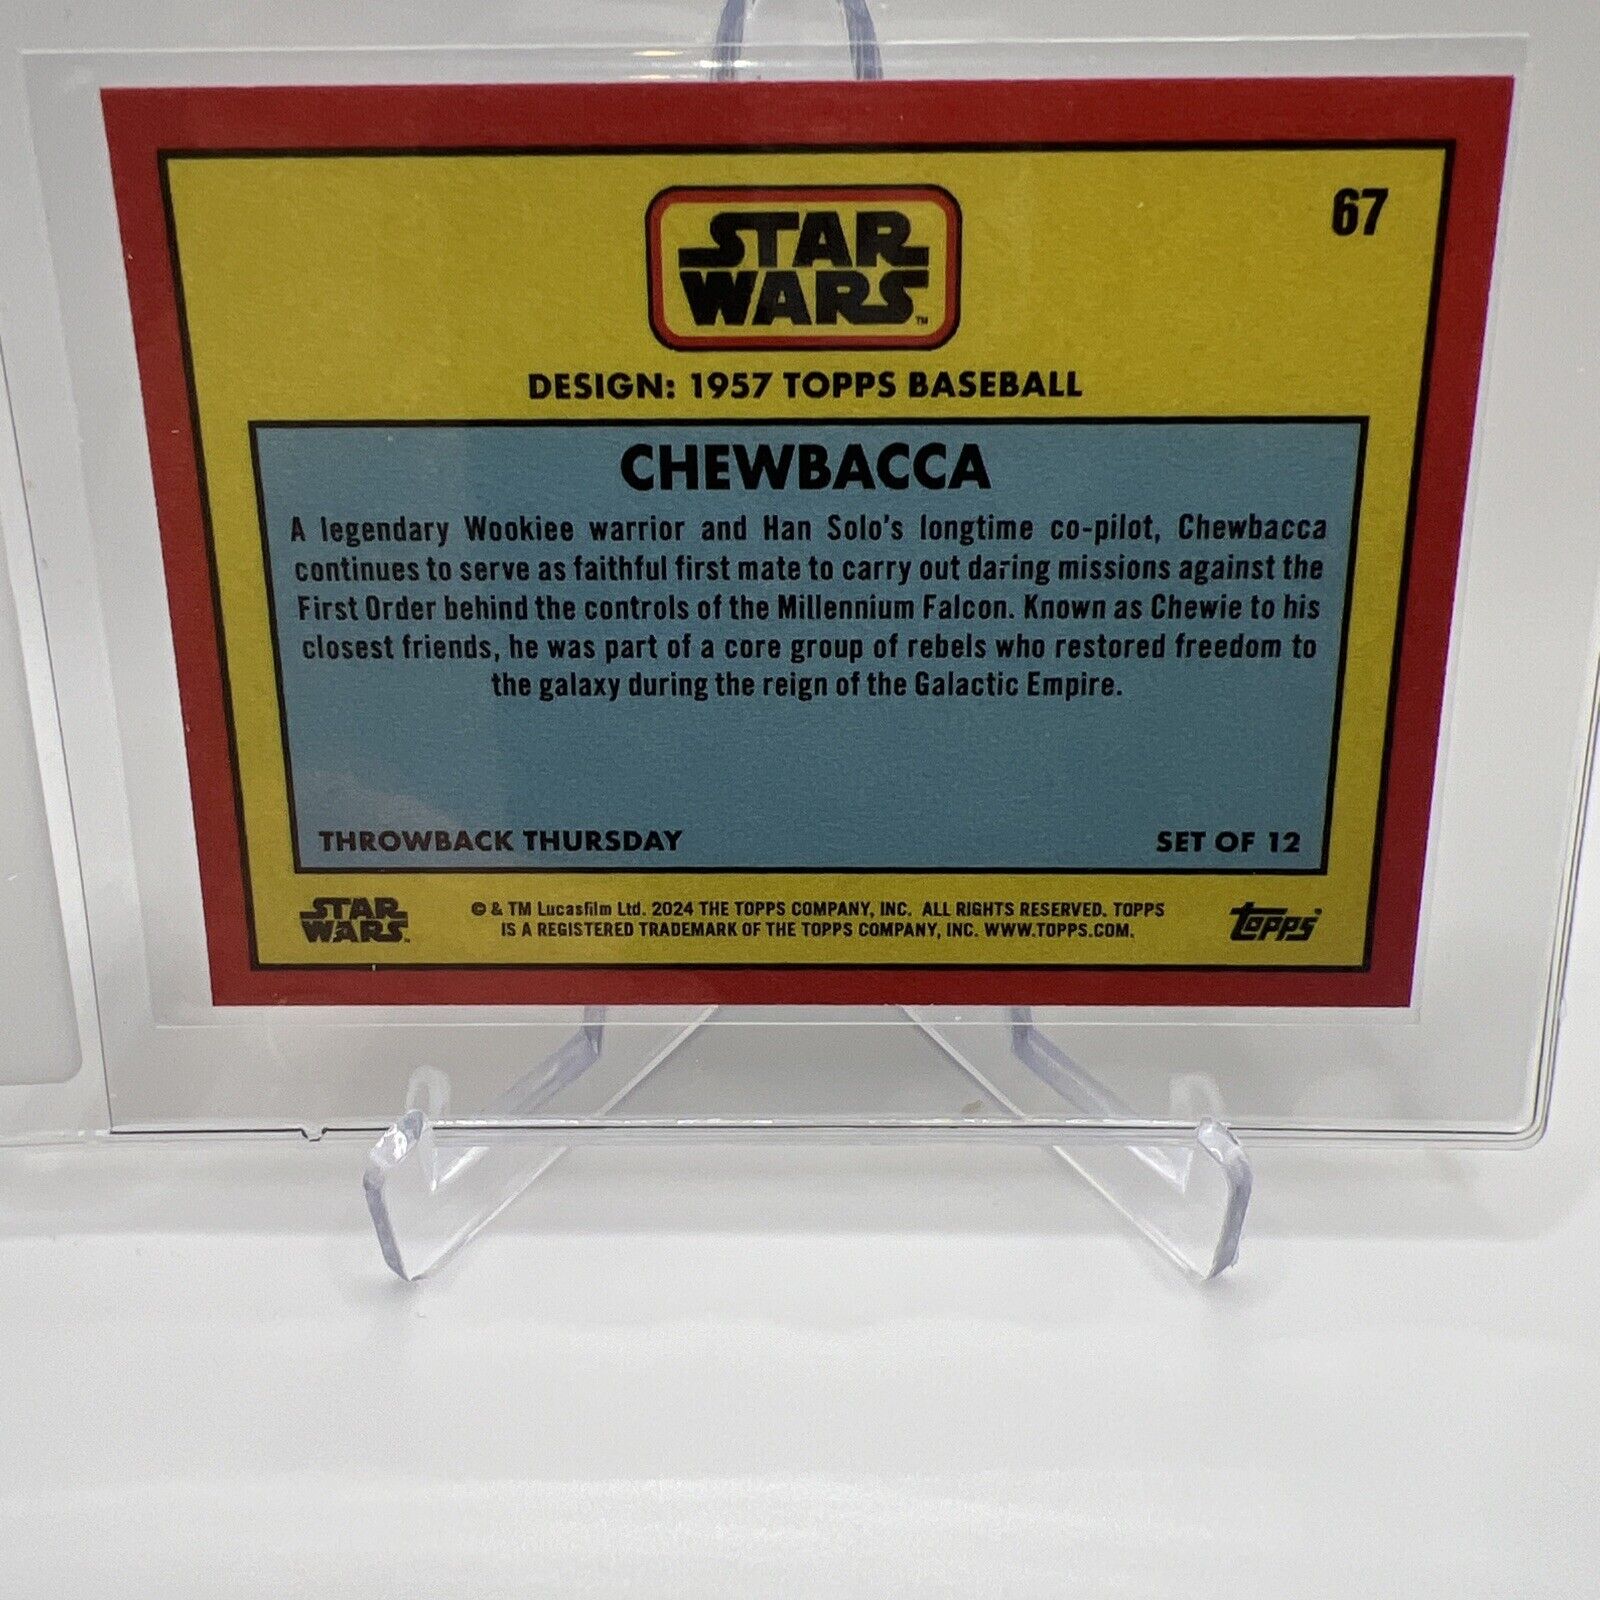 67
STAR
WARS™
DESIGN: 1957 TOPPS BASEBALL
CHEWBACCA
A legendary Wookiee warrior and Han Solo's longtime co-pilot, Chewbacca
continues to serve as faithful first mate to carry out daring missions against the
First Order behind the controls of the Millennium Falcon. Known as Chewie to his
closest friends, he was part of a core group of rebels who restored freedom to
the galaxy during the reign of the Galactic Empire.
THROWBACK THURSDAY SET OF 12
STAR
WARS
© & TM Lucasfilm Ltd. 2024 THE TOPPS COMPANY, INC. ALL RIGHTS RESERVED. TOPPS
IS A REGISTERED TRADEMARK OF THE TOPPS COMPANY, INC. WWW.TOPPS.COM.
Topps